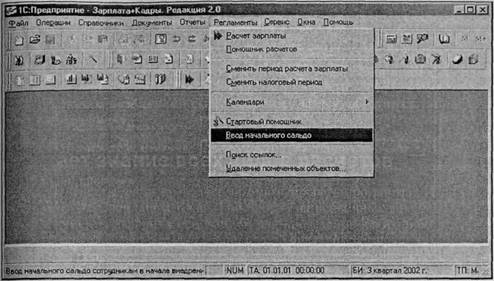 1С:Предприятие - Зарплата+Кадры. Редакция 2.0
Файл Операции Справочники Документы Отчеты Регламенты Сервис Окна Помощь
Расчет зарплаты
Помощник расчетов
Сменить период расчета зарплаты
Сменить налоговый период
Календари
Стартовый помощник
Ввод начального сальдо
Поиск ссылок...
Удаление помеченных объектов...
Ввод начального сальдо сотрудникам в начале внедрен NUM ТА: 01.01.01 00:00:00 БИ: 3 квартал 2002 г. ТП: М.